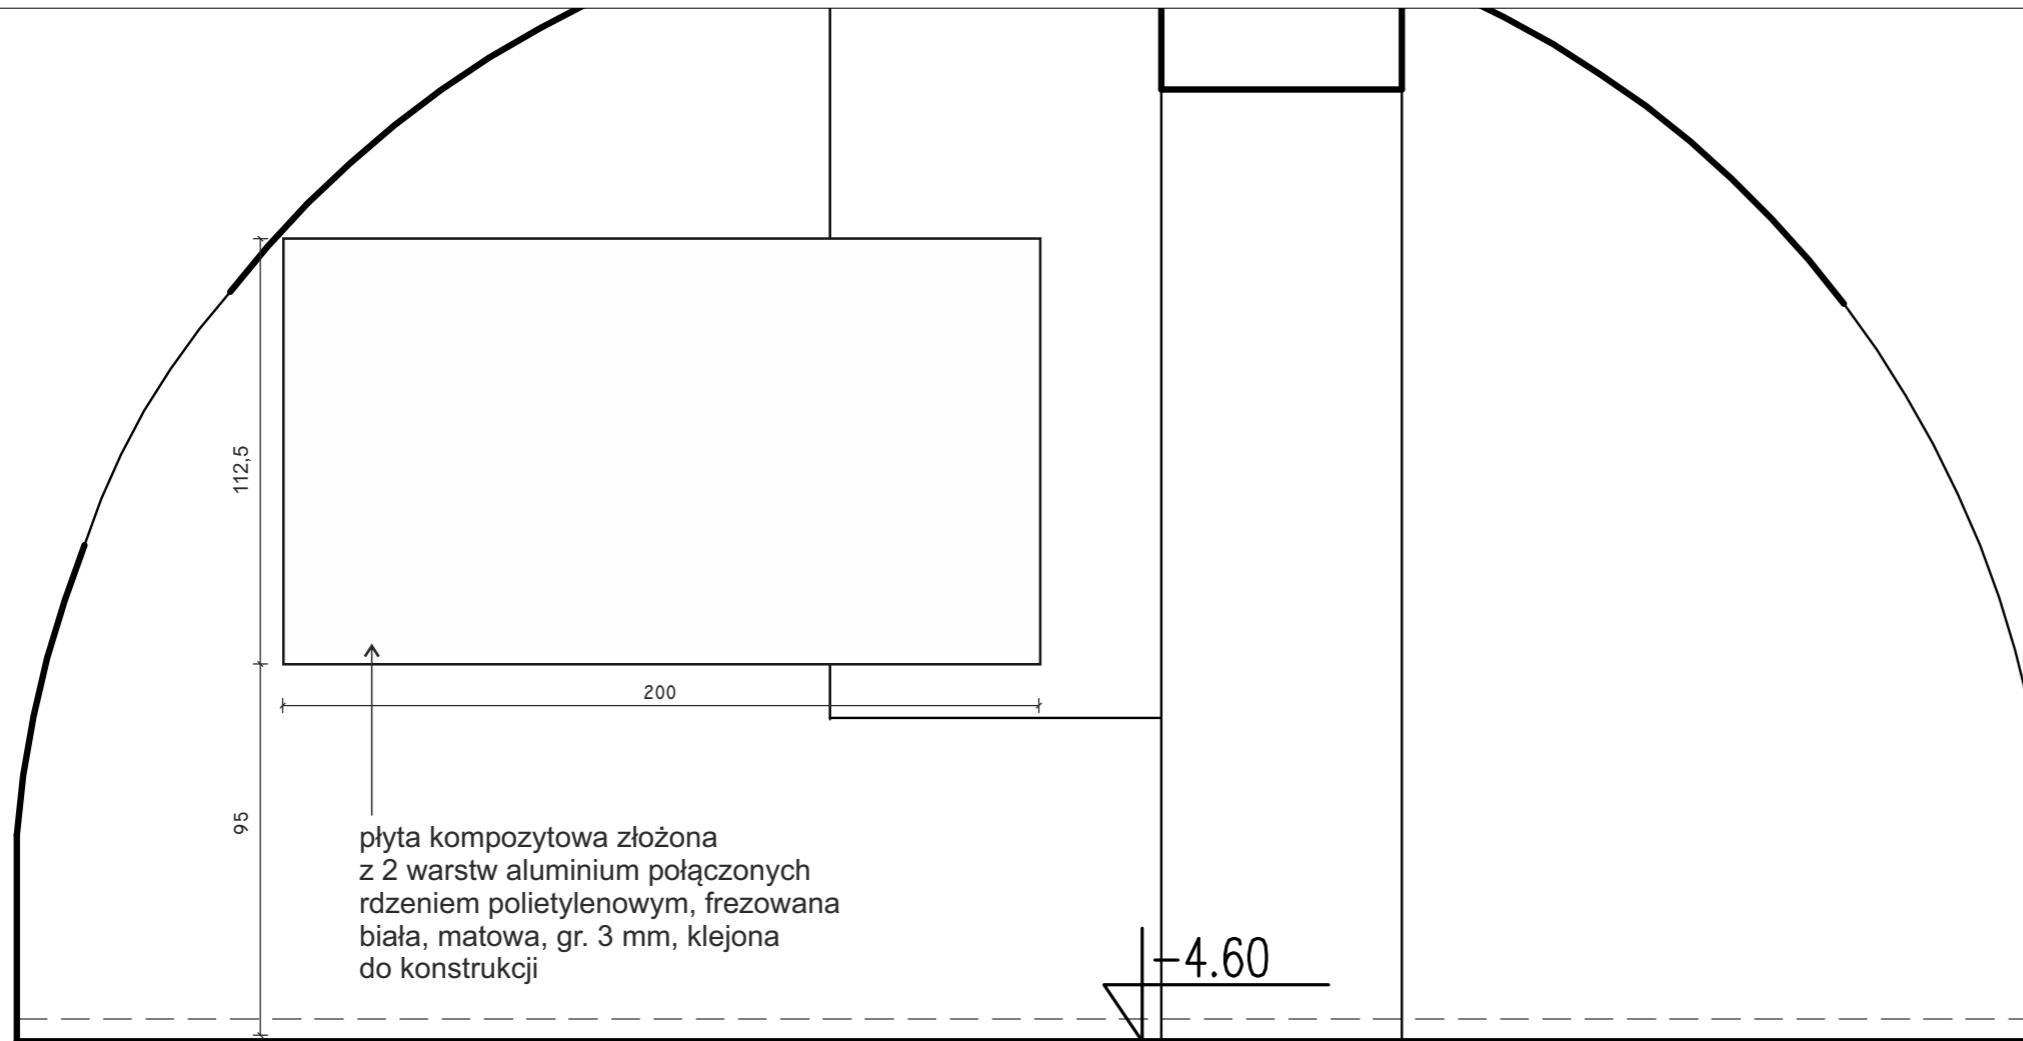 112,5
200
95
płyta kompozytowa złożona
z 2 warstw aluminium połączonych
rdzeniem polietylenowym, frezowana
biała, matowa, gr. 3 mm, klejona
do konstrukcji
-4.60